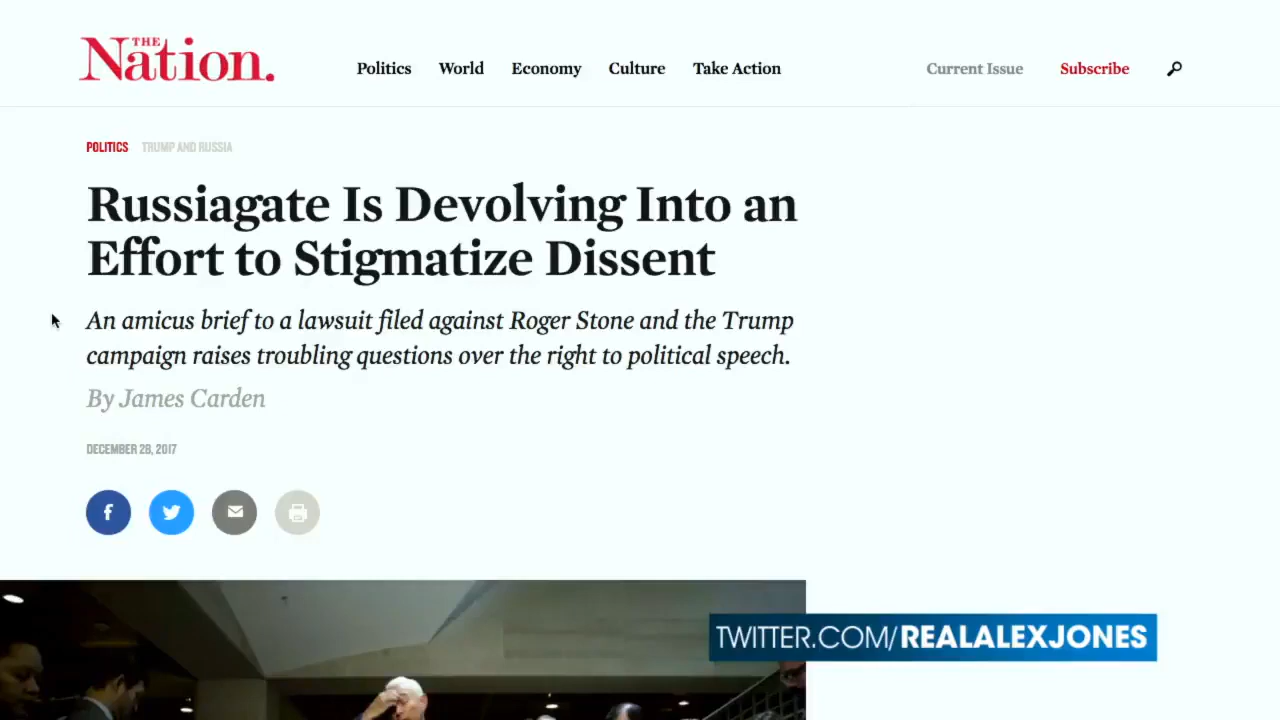 THE
Nation.
Politics World Economy Culture Take Action
Current Issue Subscribe
POLITICS TRUMP AND RUSSIA
Russiagate Is Devolving Into an
Effort to Stigmatize Dissent
An amicus brief to a lawsuit filed against Roger Stone and the Trump
campaign raises troubling questions over the right to political speech.
By James Carden
DECEMBER 28, 2017
f
TWITTER.COM/REALALEXJONES